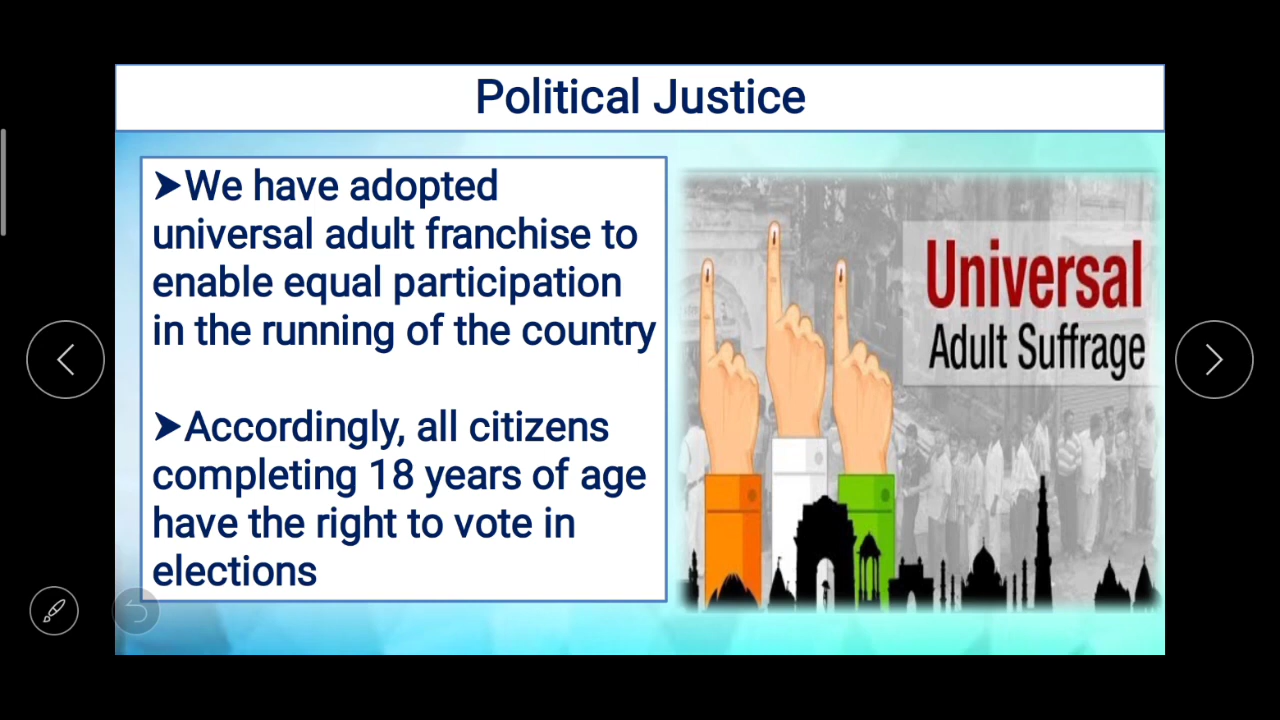 Political Justice
➤We have adopted
universal adult franchise to
enable equal participation
in the running of the country
➤Accordingly, all citizens
completing 18 years of age
have the right to vote in
elections
Universal
Adult Suffrage